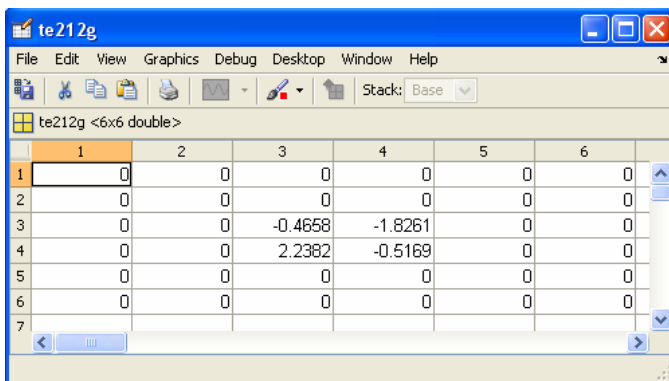 te212g
File Edit View Graphics Debug Desktop Window Help
Stack: Base
te212g <6x6 double>
1 2 3 4 5 6
1 0 0 0 0 0 0
2 0 0 0 0 0 0
3 0 0 -0.4658 -1.8261 0 0
4 0 0 2.2382 -0.5169 0 0
5 0 0 0 0 0 0
6 0 0 0 0 0 0
7